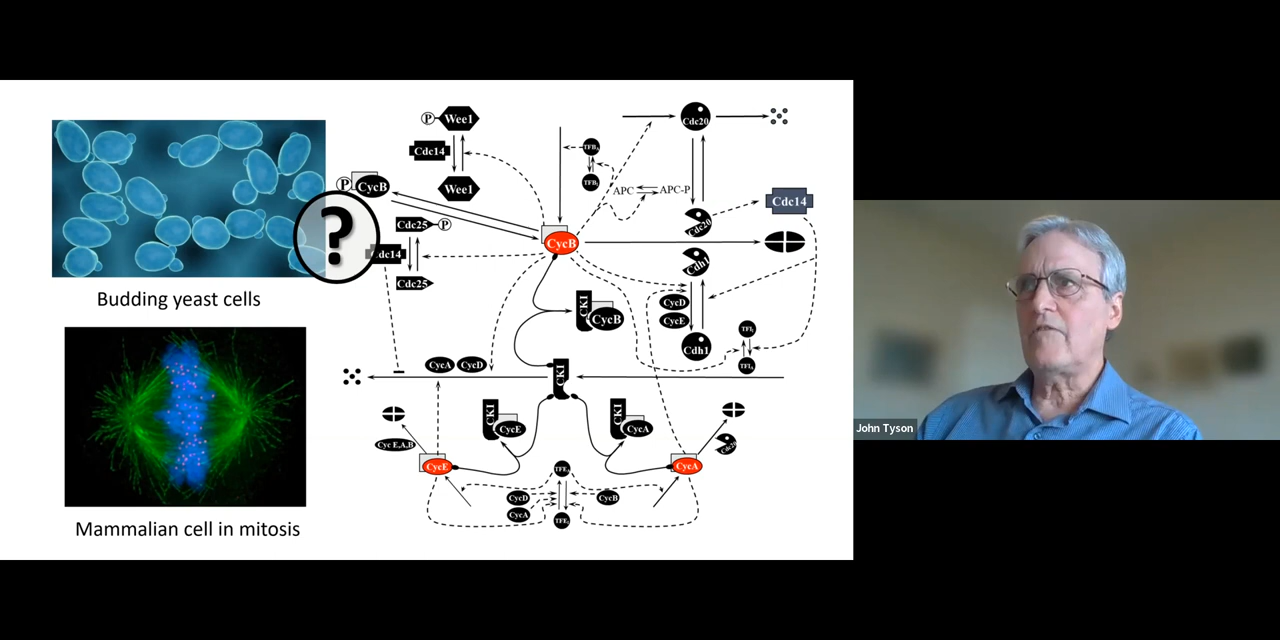 Budding yeast cells
Mammalian cell in mitosis
?
P
Wee1
Cdc14
Wee1
P
CycB
Cdc25
P
Cdc14
Cdc25
CycB
TFB
TFB
APC
APC-P
Cdc20
Cdc20
Cdc14
Cdh1
CycD
CycE
Cdh1
TFI
TFI
CKI
CycB
CycA
CycD
CKI
CKI
CycE
CKI
CycA
Cyc E,A,B
CycE
CycA
Cdc20
TFE
CycD
CycB
CycA
TFE
John Tyson